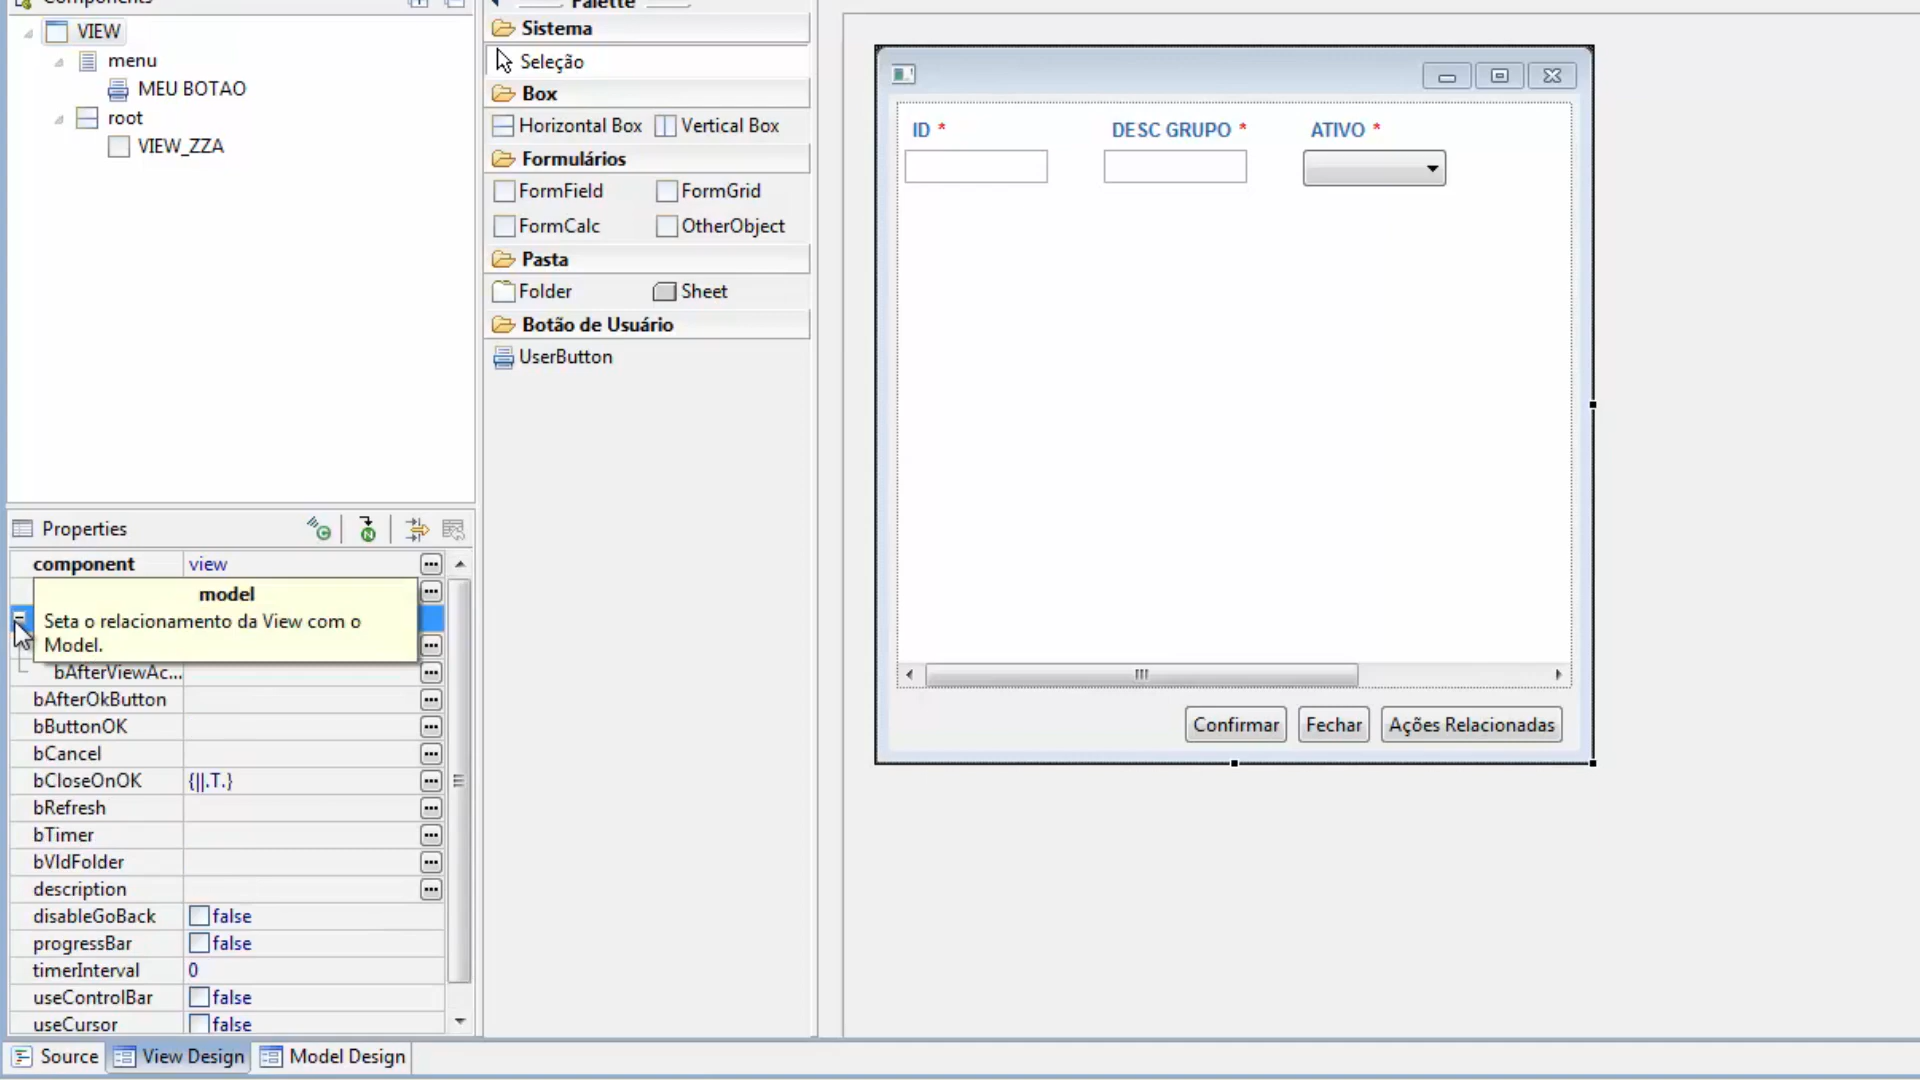 Components
VIEW
menu
MEU BOTAO
root
VIEW_ZZA
Palette
Sistema
Seleção
Box
Horizontal Box Vertical Box
Formulários
FormField FormGrid
FormCalc OtherObject
Pasta
Folder Sheet
Botão de Usuário
UserButton
ID * DESC GRUPO * ATIVO *
Confirmar Fechar Ações Relacionadas
Properties
component view
model
Seta o relacionamento da View com o
Model.
bAfterViewAc...
bAfterOkButton
bButtonOK
bCancel
bCloseOnOK {||.T.}
bRefresh
bTimer
bVldFolder
description
disableGoBack false
progressBar false
timerInterval 0
useControlBar false
useCursor false
Source View Design Model Design